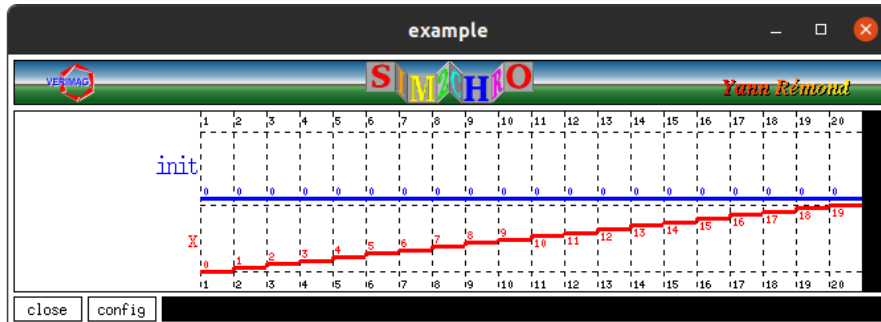 example
VERIMAG
SIM2CHRO
Yann Rémond
1 2 3 4 5 6 7 8 9 10 11 12 13 14 15 16 17 18 19 20
init
0 0 0 0 0 0 0 0 0 0 0 0 0 0 0 0 0 0 0 0
X
0 1 2 3 4 5 6 7 8 9 10 11 12 13 14 15 16 17 18 19
1 2 3 4 5 6 7 8 9 10 11 12 13 14 15 16 17 18 19 20
close config